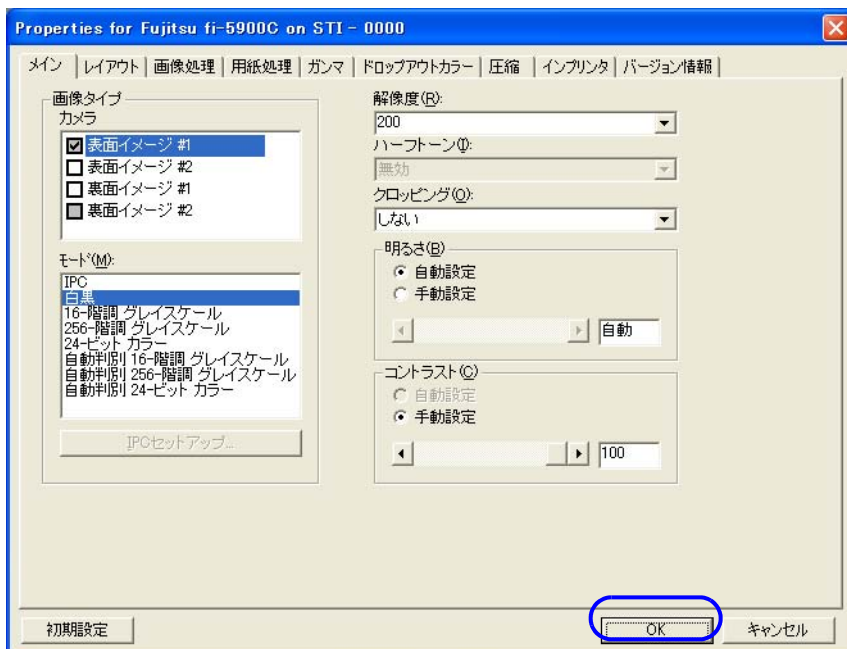 Properties for Fujitsu fi-5900C on STI - 0000
メイン レイアウト 画像処理 用紙処理 ガンマ ドロップアウトカラー 圧縮 インプリンタ バージョン情報
画像タイプ
カメラ
表面イメージ #1
表面イメージ #2
裏面イメージ #1
裏面イメージ #2
モード(M):
IPC
白黒
16-階調 グレイスケール
256-階調 グレイスケール
24-ビット カラー
自動判別 16-階調 グレイスケール
自動判別 256-階調 グレイスケール
自動判別 24-ビット カラー
IPCセットアップ...
解像度(R):
200
ハーフトーン(I):
無効
クロッピング(O):
しない
明るさ(B)
自動設定
手動設定
自動
コントラスト(C)
自動設定
手動設定
100
初期設定
OK
キャンセル